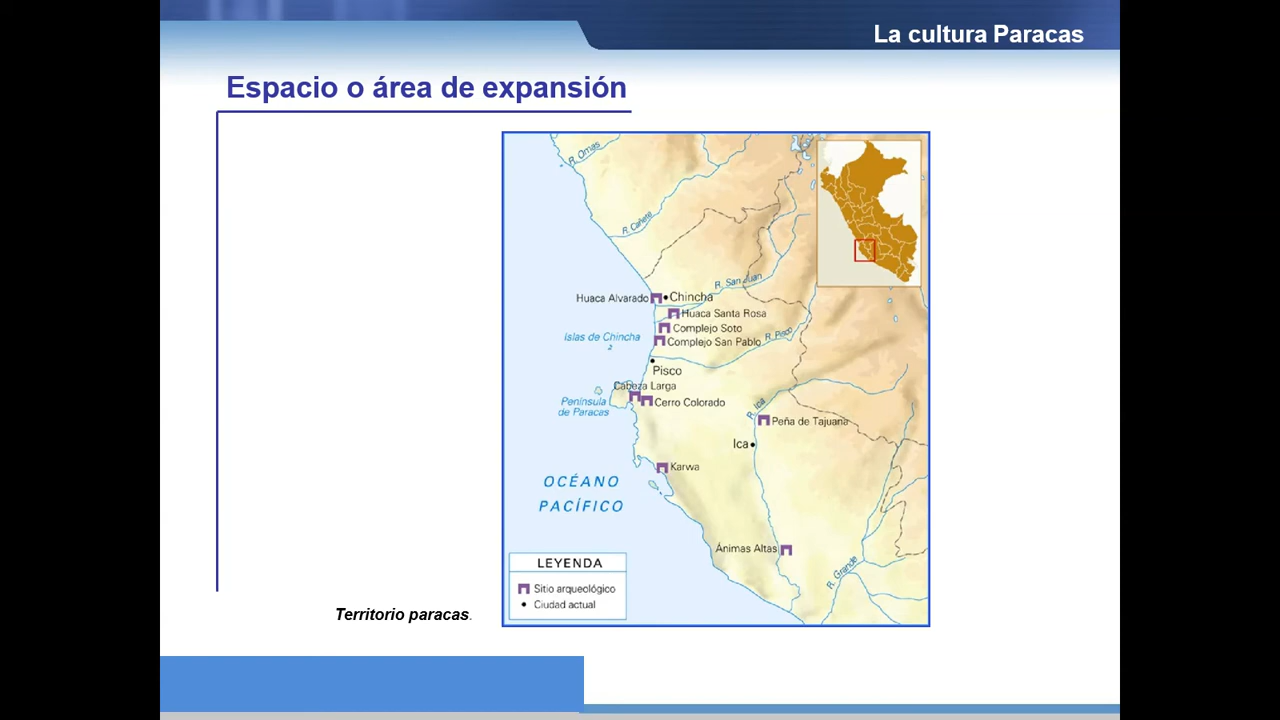 La cultura Paracas
Espacio o área de expansión
R. Omas
R. Cañete
R. San Juan
Huaca Alvarado
Chincha
Huaca Santa Rosa
Complejo Soto
Islas de Chincha
Complejo San Pablo
R. Pisco
Pisco
Cabeza Larga
Península
de Paracas
Cerro Colorado
R. Ica
Peña de Tajuana
Ica
Karwa
OCÉANO
PACÍFICO
Ánimas Altas
R. Grande
LEYENDA
Sitio arqueológico
Ciudad actual
Territorio paracas.